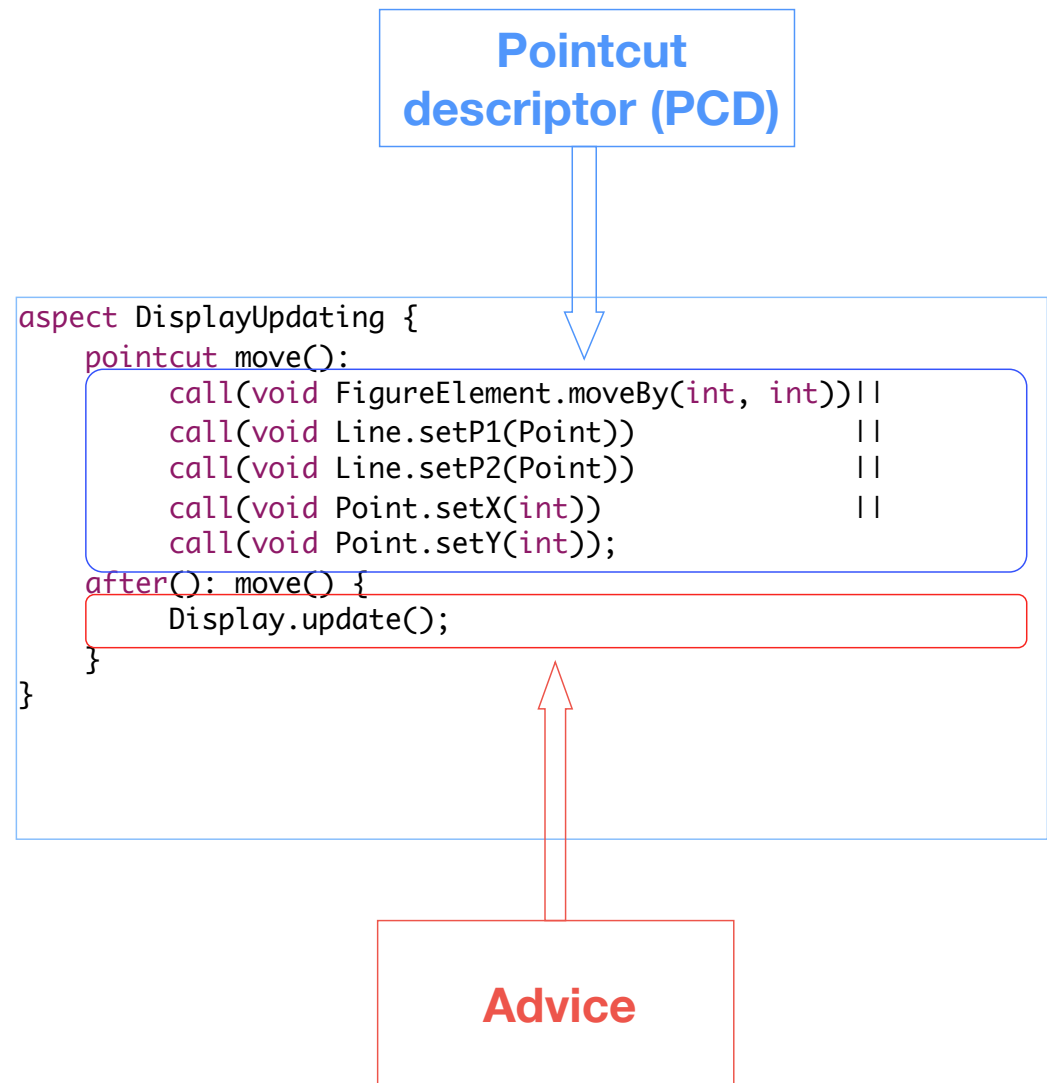 Pointcut
descriptor (PCD)
aspect DisplayUpdating {
    pointcut move():
        call(void FigureElement.moveBy(int, int))||
        call(void Line.setP1(Point))             ||
        call(void Line.setP2(Point))             ||
        call(void Point.setX(int))               ||
        call(void Point.setY(int));
    after(): move() {
        Display.update();
    }
}
Advice